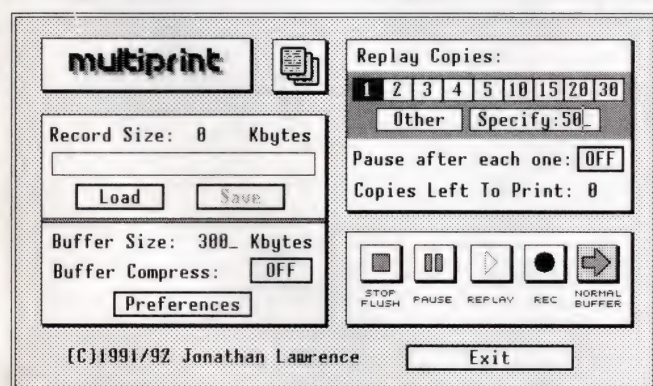 multiprint
Record Size: 0 Kbytes
Load Save
Buffer Size: 300_ Kbytes
Buffer Compress: OFF
Preferences
Replay Copies:
1 2 3 4 5 10 15 20 30
Other Specify:50_
Pause after each one: OFF
Copies Left To Print: 0
STOP FLUSH PAUSE REPLAY REC NORMAL BUFFER
[C]1991/92 Jonathan Lawrence
Exit